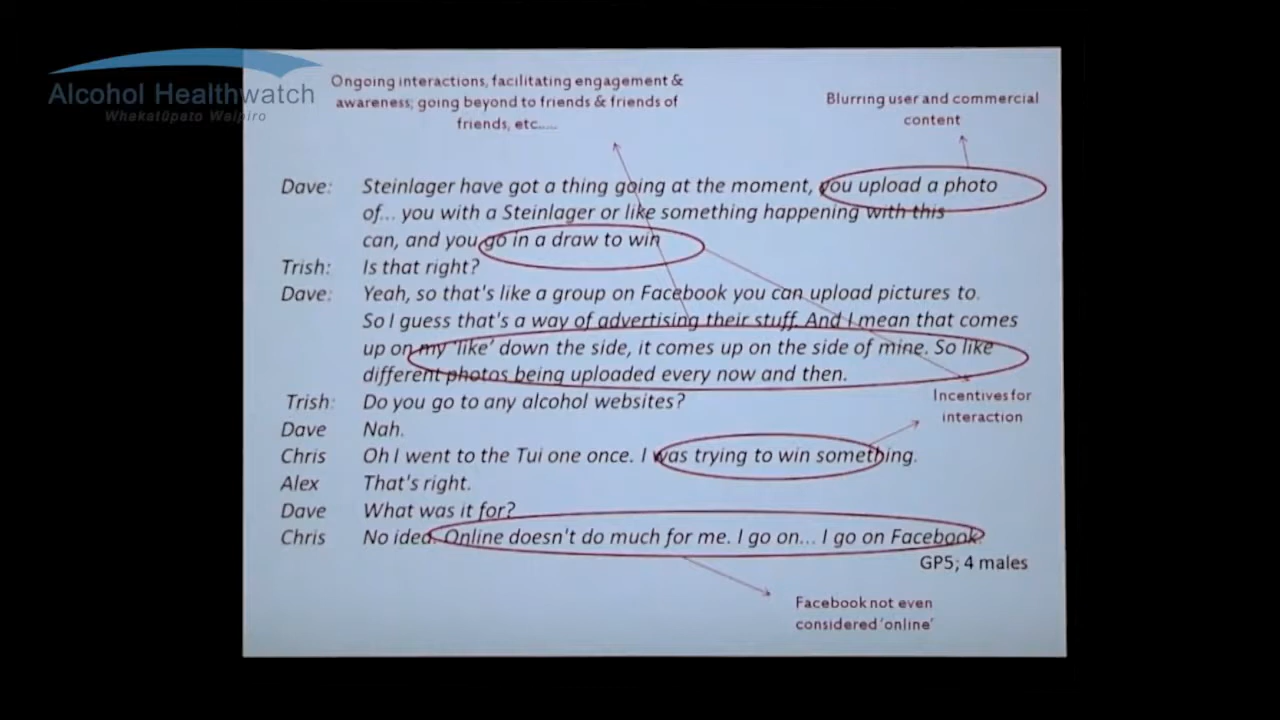 Alcohol Healthwatch
Whakatūpato Waipiro
Ongoing interactions, facilitating engagement &
awareness; going beyond to friends & friends of
friends, etc.....
Blurring user and commercial
content
Dave: Steinlager have got a thing going at the moment, you upload a photo
of... you with a Steinlager or like something happening with this
can, and you go in a draw to win
Trish: Is that right?
Dave: Yeah, so that's like a group on Facebook you can upload pictures to.
So I guess that's a way of advertising their stuff. And I mean that comes
up on my 'like' down the side, it comes up on the side of mine. So like
different photos being uploaded every now and then.
Trish: Do you go to any alcohol websites?
Incentives for
interaction
Dave Nah.
Chris Oh I went to the Tui one once. I was trying to win something.
Alex That's right.
Dave What was it for?
Chris No idea. Online doesn't do much for me. I go on... I go on Facebook.
GP5; 4 males
Facebook not even
considered 'online'